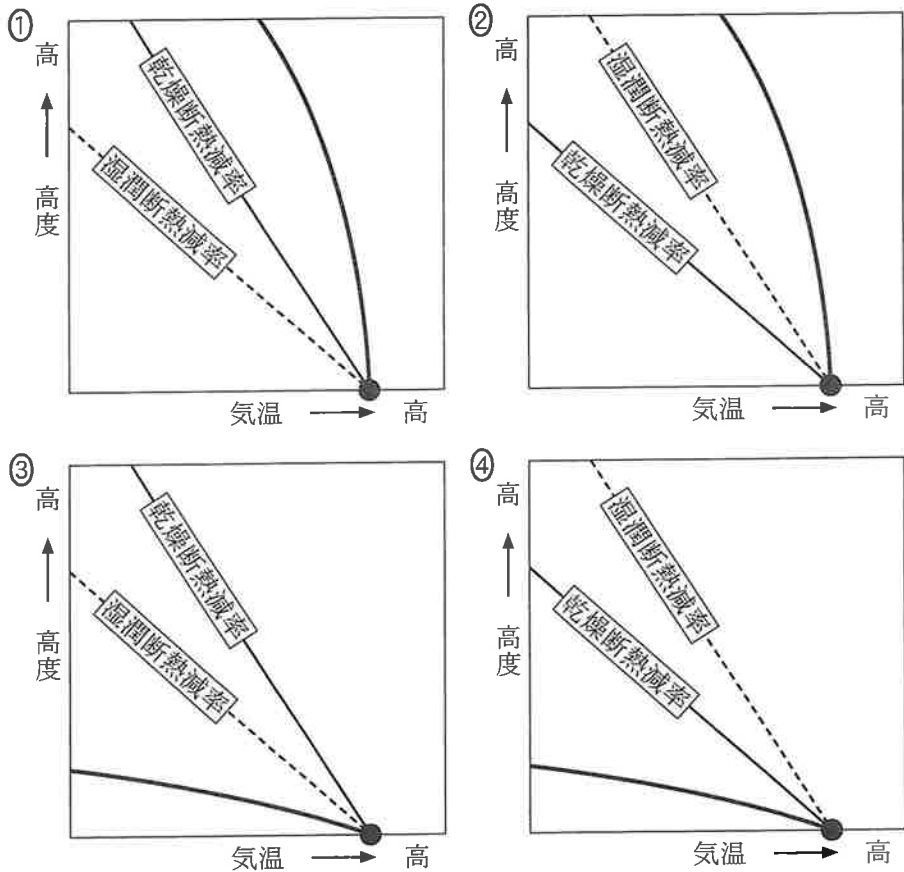 ①
高
高度
乾燥断熱減率
湿潤断熱減率
気温
高
②
高
高度
湿潤断熱減率
乾燥断熱減率
気温
高
③
高
高度
乾燥断熱減率
湿潤断熱減率
気温
高
④
高
高度
湿潤断熱減率
乾燥断熱減率
気温
高